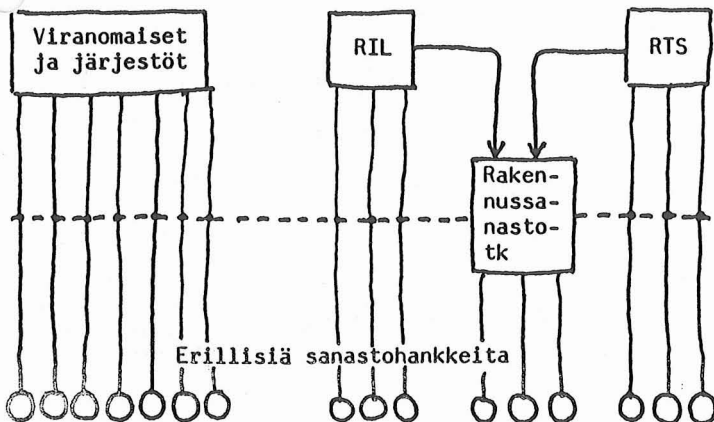 Viranomaiset
ja järjestöt
RIL
RTS
Raken-
nussa-
nasto-
tk
Erillisiä sanastohankkeita